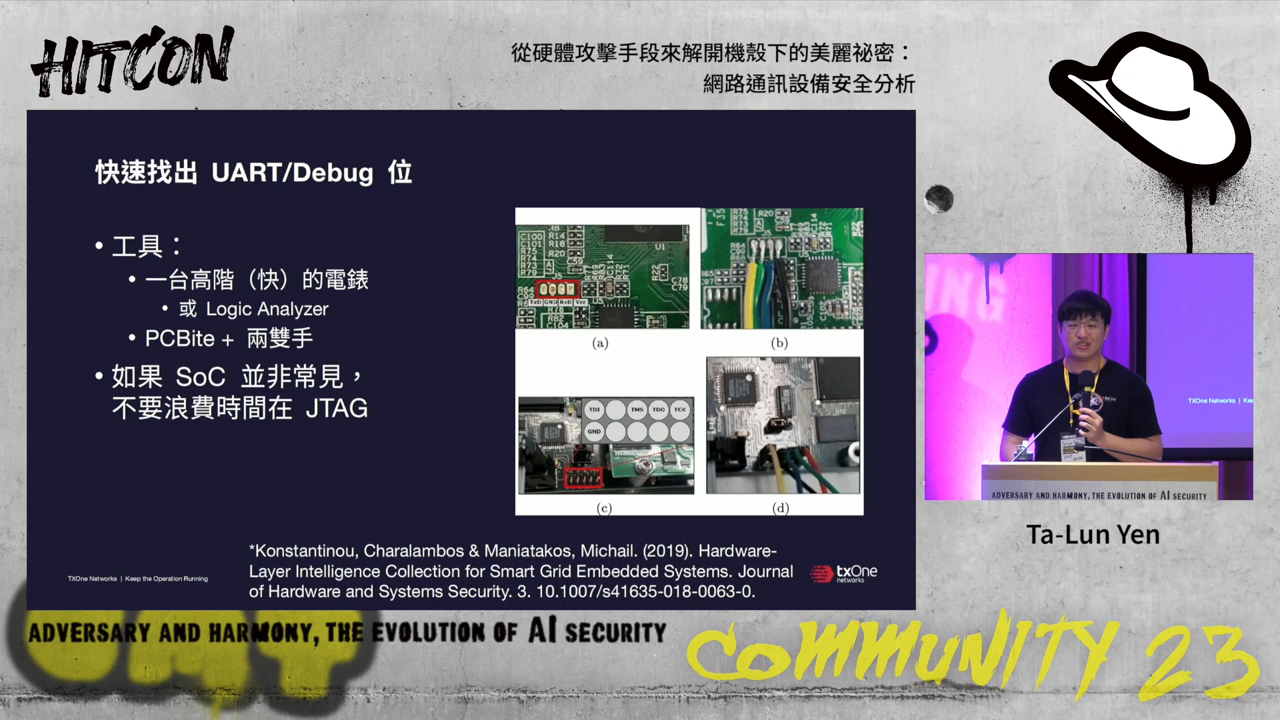 HITCON
從硬體攻擊手段來解開機殼下的美麗祕密：
網路通訊設備安全分析
快速找出 UART/Debug 位
• 工具：
• 一台高階（快）的電錶
• 或 Logic Analyzer
• PCBite + 兩雙手
• 如果 SoC 並非常見，
不要浪費時間在 JTAG
(a)
(b)
TxD GND RxD Vcc
TDI TMS TDO TCK
GND
(c)
(d)
*Konstantinou, Charalambos & Maniatakos, Michail. (2019). Hardware-
Layer Intelligence Collection for Smart Grid Embedded Systems. Journal
of Hardware and Systems Security. 3. 10.1007/s41635-018-0063-0.
TXOne Networks | Keep the Operation Running
txOne
networks
TXOne Networks | Kee
ADVERSARY AND HARMONY, THE EVOLUTION OF AI SECURITY
Ta-Lun Yen
ADVERSARY AND HARMONY, THE EVOLUTION OF AI SECURITY
COMMUNITY 23